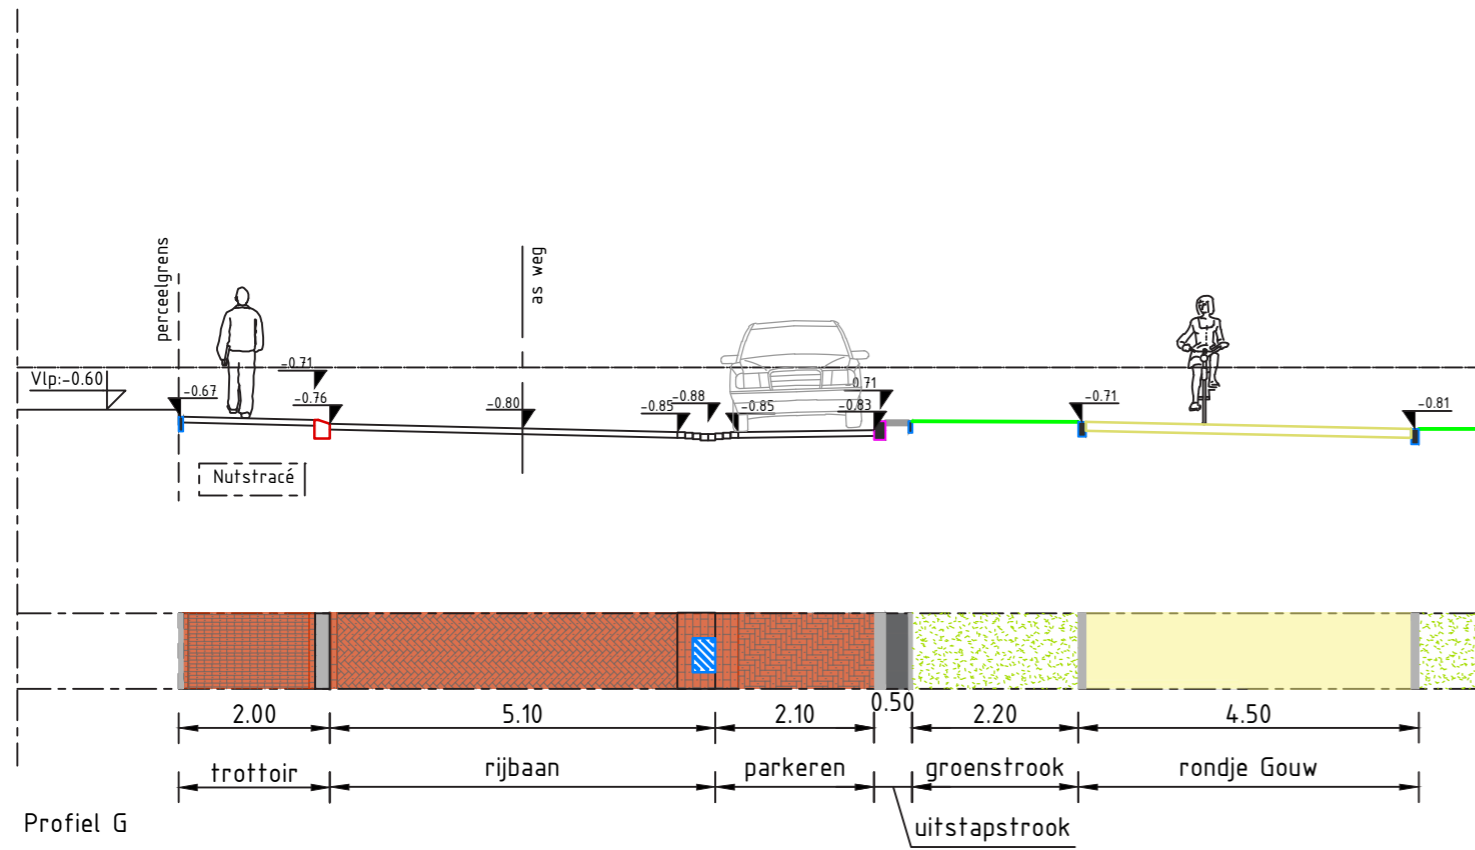 perceelgrens
as weg
Vlp:-0.60
-0.67
-0.71
-0.76
-0.80
-0.85
-0.88
-0.85
-0.71
-0.83
-0.71
-0.81
Nutstracé
2.00
5.10
2.10
0.50
2.20
4.50
trottoir
rijbaan
parkeren
groenstrook
rondje Gouw
uitstapstrook
Profiel G